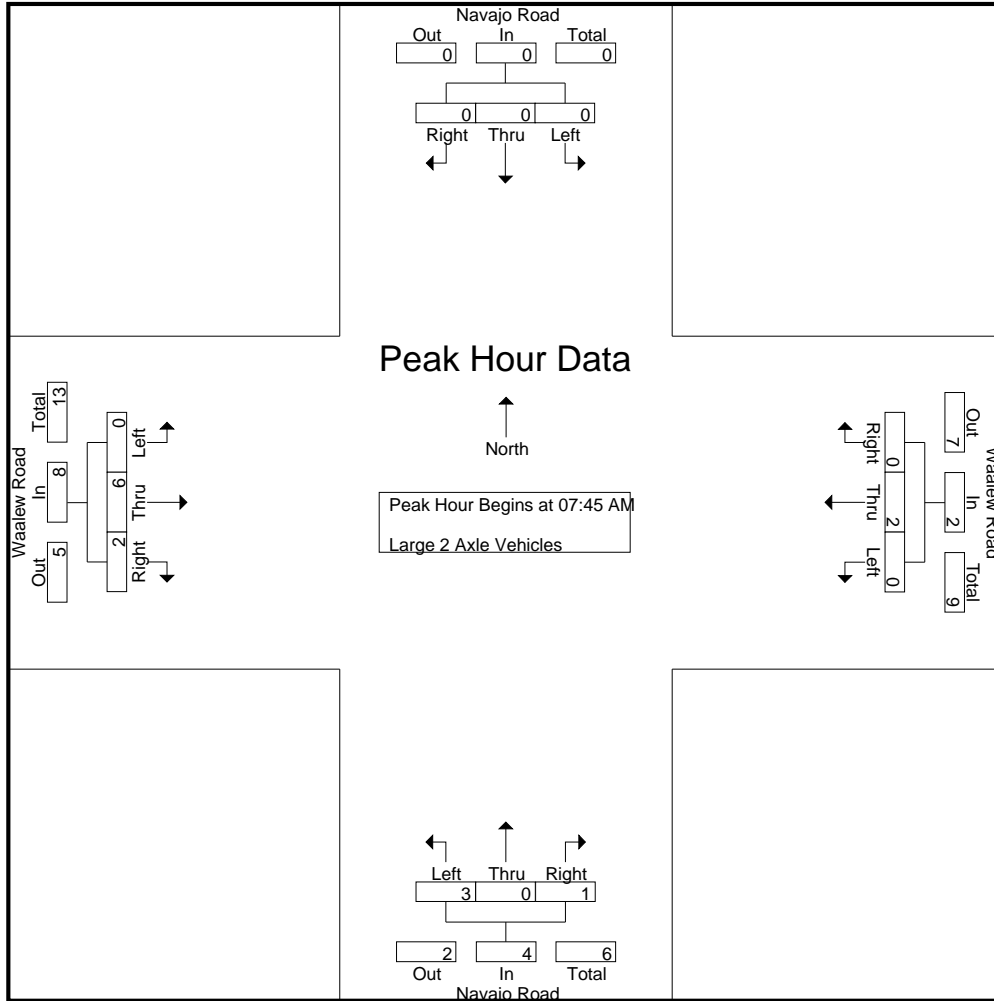 Navajo Road
Out In Total
0 0 0
0 0 0
Right Thru Left
Peak Hour Data
North
Peak Hour Begins at 07:45 AM
Large 2 Axle Vehicles
Waalew Road
Total In Out
13 8 5
0 6 2
Left Thru Right
Waalew Road
Out In Total
7 2 9
Right Thru Left
0 2 0
Left Thru Right
3 0 1
2 4 6
Out In Total
Navajo Road